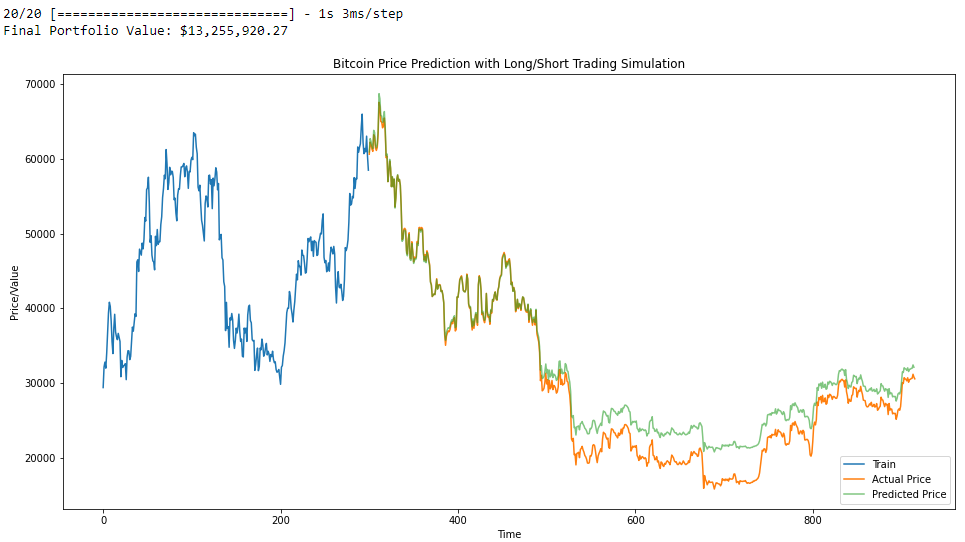 20/20 [==============================] - 1s 3ms/step
Final Portfolio Value: $13,255,920.27
Bitcoin Price Prediction with Long/Short Trading Simulation
70000
60000
50000
40000
30000
20000
Price/Value
0
200
400
600
800
Time
Train
Actual Price
Predicted Price